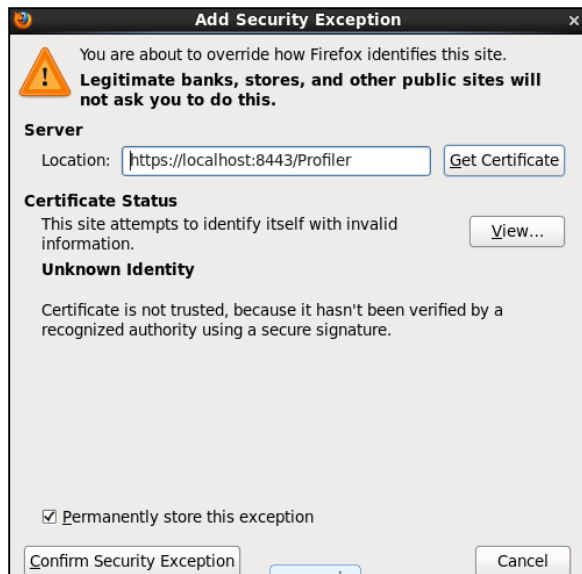 Add Security Exception
You are about to override how Firefox identifies this site.
Legitimate banks, stores, and other public sites will
not ask you to do this.
Server
Location: https://localhost:8443/Profiler Get Certificate
Certificate Status
This site attempts to identify itself with invalid
information.
View...
Unknown Identity
Certificate is not trusted, because it hasn't been verified by a
recognized authority using a secure signature.
Permanently store this exception
Confirm Security Exception Cancel